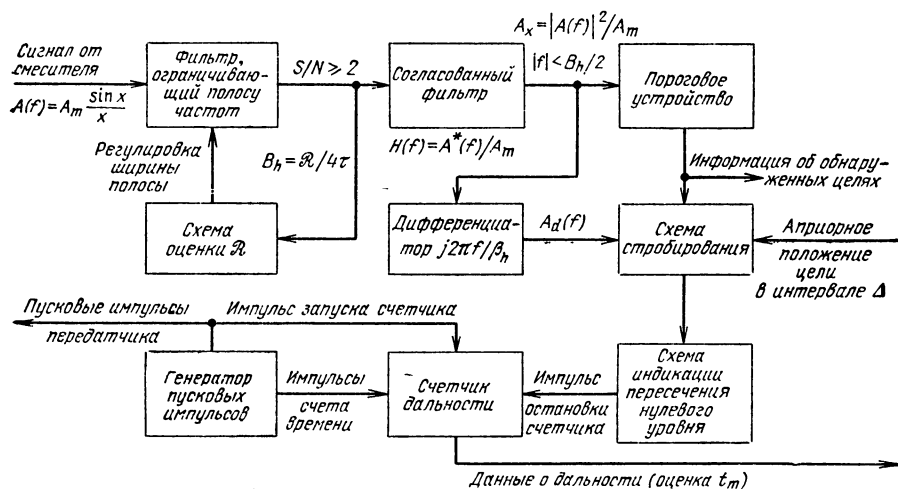 A_x = |A(f)|²/A_m
Сигнал от
смесителя
A(f)=A_m sin x/x
Фильтр,
ограничиваю-
щий полосу
частот
S/N ≥ 2
Согласованный
фильтр
|f| < B_h/2
Пороговое
устройство
Регулировка
ширины
полосы
B_h = ℛ/4τ
H(f)=A*(f)/A_m
Информация об обнару-
женных целях
Схема
оценки ℛ
Дифференциа-
тор j2πf/β_h
A_d(f)
Схема
стробирования
Априорное
положение
цели
в интервале Δ
Пусковые импульсы
передатчика
Импульс запуска счетчика
Генератор
пусковых
импульсов
Импульсы
счета
времени
Счетчик
дальности
Импульс
остановки
счетчика
Схема
индикации
пересечения
нулевого
уровня
Данные о дальности (оценка t_m)